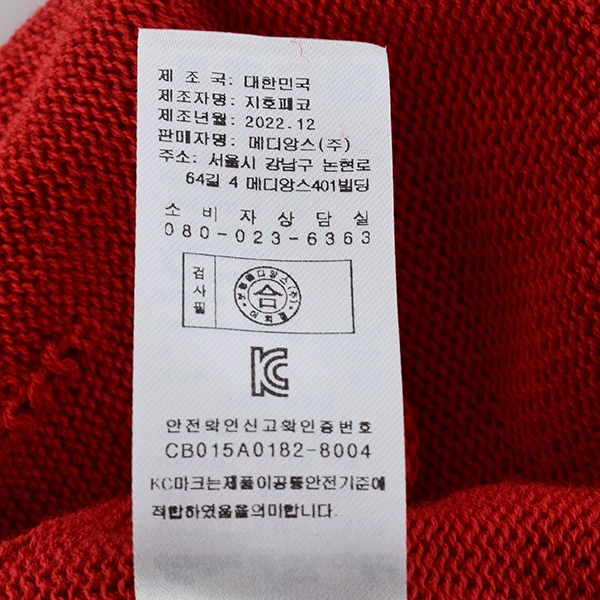 제 조 국: 대한민국
제조자명: 지호페코
제조년월: 2022.12
판매자명: 메디앙스(주)
주소: 서울시 강남구 논현로
64길 4 메디앙스401빌딩
소 비 자 상 담 실
080-023-6363
검사필
합
KC
안전확인신고확인증번호
CB015A0182-8004
KC마크는제품이공통안전기준에
적합하였음을의미합니다.